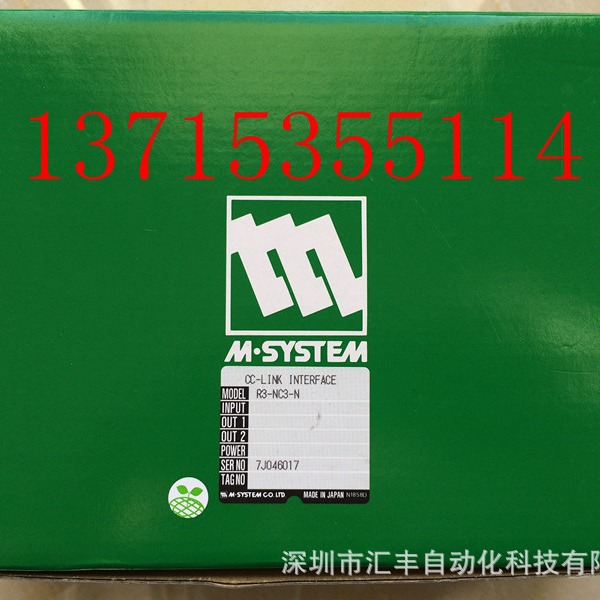 13715355114
M·SYSTEM
CC-LINK INTERFACE
MODEL R3-NC3-N
INPUT
OUT 1
OUT 2
POWER
SER NO 7J046017
TAG NO
M-SYSTEM CO.,LTD. MADE IN JAPAN N1858D
深圳市汇丰自动化科技有限